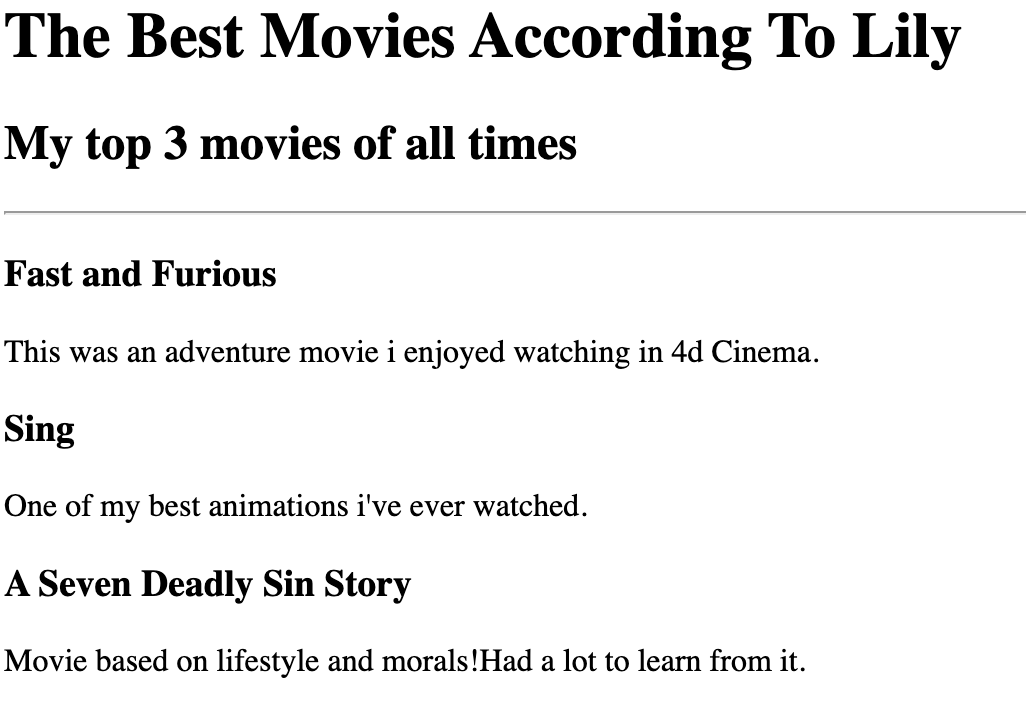 The Best Movies According To Lily
My top 3 movies of all times
Fast and Furious
This was an adventure movie i enjoyed watching in 4d Cinema.
Sing
One of my best animations i've ever watched.
A Seven Deadly Sin Story
Movie based on lifestyle and morals!Had a lot to learn from it.